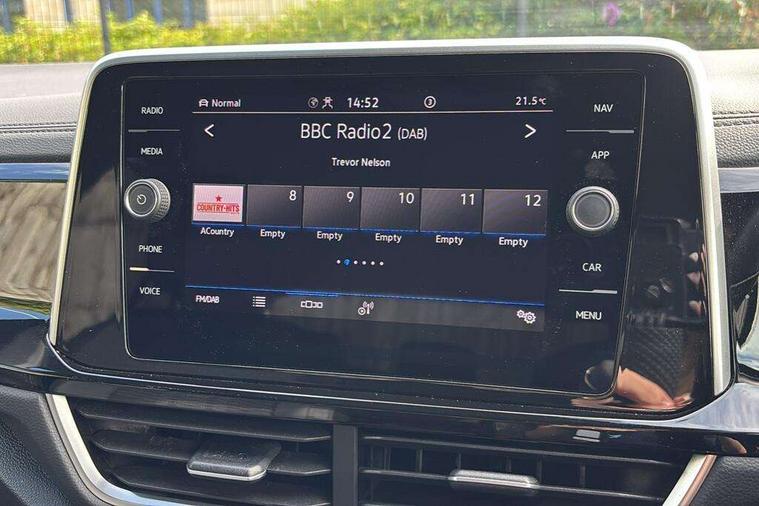 RADIO
MEDIA
PHONE
VOICE
Normal
14:52
3
21.5°C
BBC Radio2 (DAB)
Trevor Nelson
COUNTRY HITS
8
9
10
11
12
ACountry
Empty
Empty
Empty
Empty
Empty
FM/DAB
NAV
APP
CAR
MENU